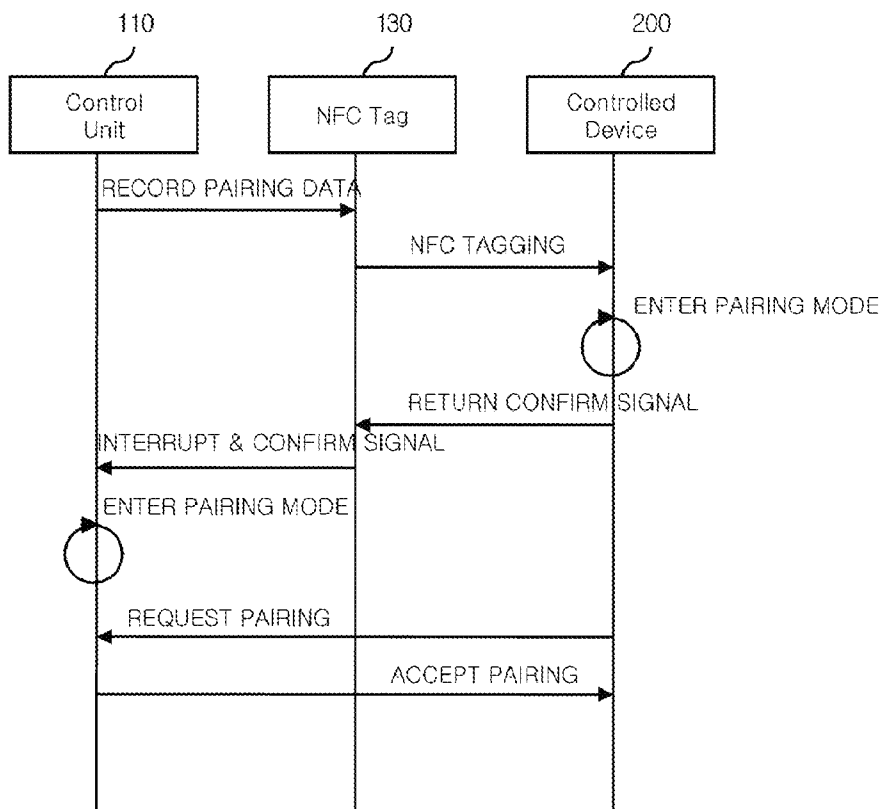 110
130
200
Control
Unit
NFC Tag
Controlled
Device
RECORD PAIRING DATA
NFC TAGGING
ENTER PAIRING MODE
RETURN CONFIRM SIGNAL
INTERRUPT & CONFIRM SIGNAL
ENTER PAIRING MODE
REQUEST PAIRING
ACCEPT PAIRING